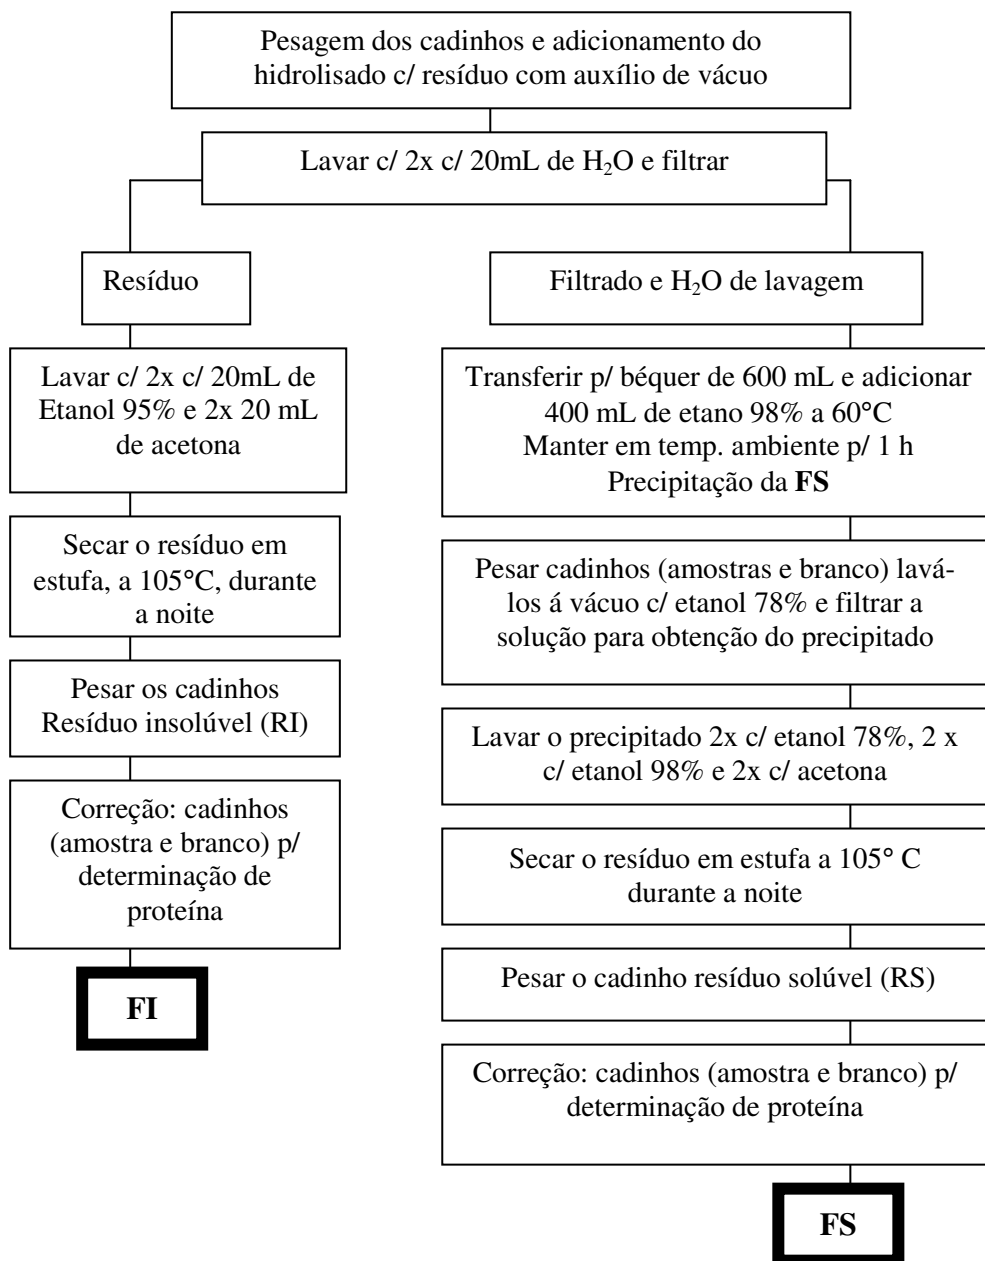 Pesagem dos cadinhos e adicionamento do
hidrolisado c/ resíduo com auxílio de vácuo
Lavar c/ 2x c/ 20mL de H₂O e filtrar
Resíduo
Lavar c/ 2x c/ 20mL de
Etanol 95% e 2x 20 mL
de acetona
Secar o resíduo em
estufa, a 105°C, durante
a noite
Pesar os cadinhos
Resíduo insolúvel (RI)
Correção: cadinhos
(amostra e branco) p/
determinação de
proteína
FI
Filtrado e H₂O de lavagem
Transferir p/ béquer de 600 mL e adicionar
400 mL de etano 98% a 60°C
Manter em temp. ambiente p/ 1 h
Precipitação da FS
Pesar cadinhos (amostras e branco) lavá-
los á vácuo c/ etanol 78% e filtrar a
solução para obtenção do precipitado
Lavar o precipitado 2x c/ etanol 78%, 2 x
c/ etanol 98% e 2x c/ acetona
Secar o resíduo em estufa a 105° C
durante a noite
Pesar o cadinho resíduo solúvel (RS)
Correção: cadinhos (amostra e branco) p/
determinação de proteína
FS